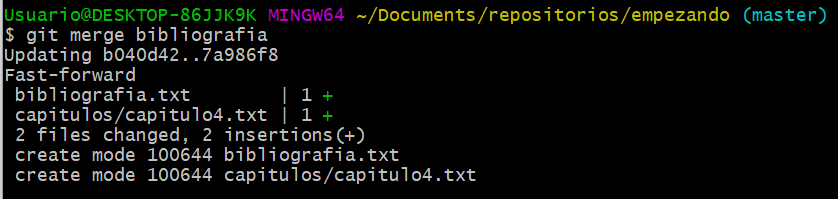 Usuario@DESKTOP-86JJK9K MINGW64 ~/Documents/repositorios/empezando (master)
$ git merge bibliografia
Updating b040d42..7a986f8
Fast-forward
 bibliografia.txt         | 1 +
 capitulos/capitulo4.txt | 1 +
 2 files changed, 2 insertions(+)
 create mode 100644 bibliografia.txt
 create mode 100644 capitulos/capitulo4.txt